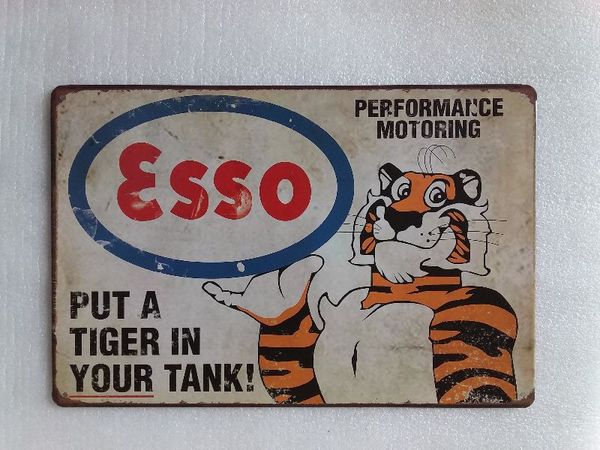 Esso
PERFORMANCE
MOTORING
PUT A
TIGER IN
YOUR TANK!